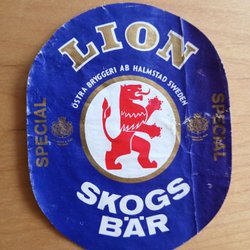 LION
ÖSTRA BRYGGERI AB HALMSTAD SWEDEN
SPECIAL
SPECIAL
SKOGS
BÄR